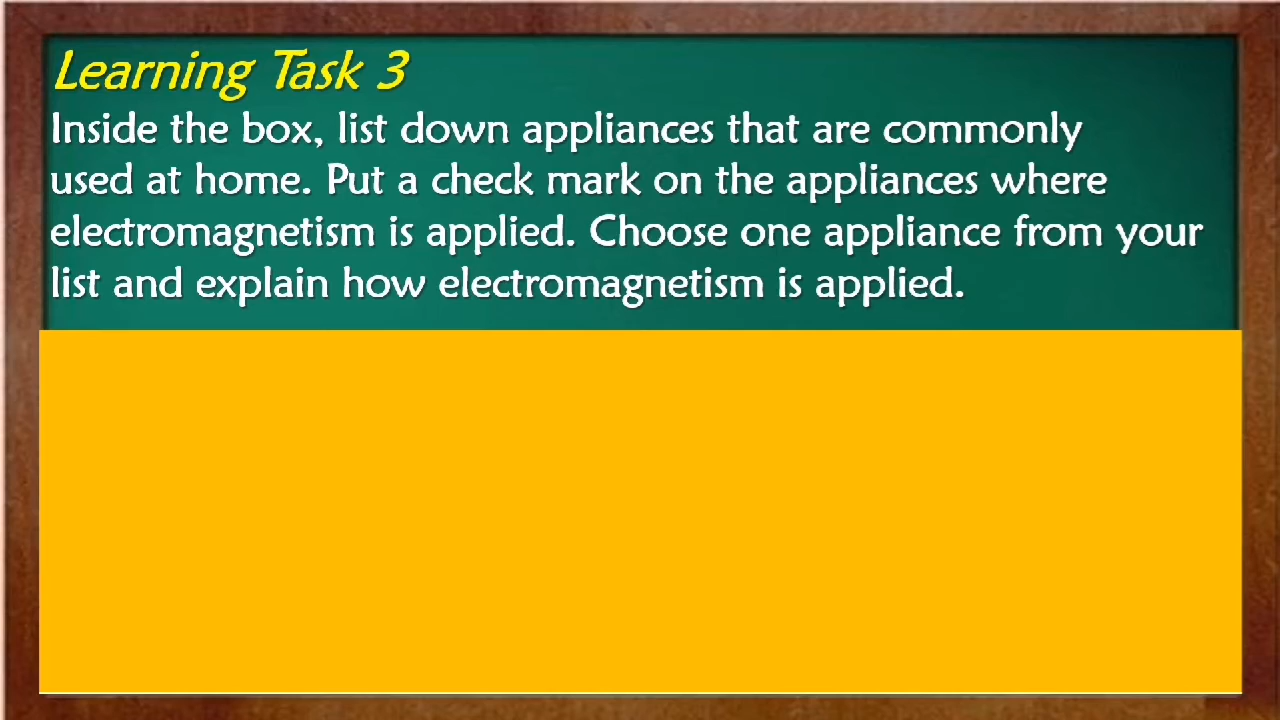 Learning Task 3
Inside the box, list down appliances that are commonly
used at home. Put a check mark on the appliances where
electromagnetism is applied. Choose one appliance from your
list and explain how electromagnetism is applied.